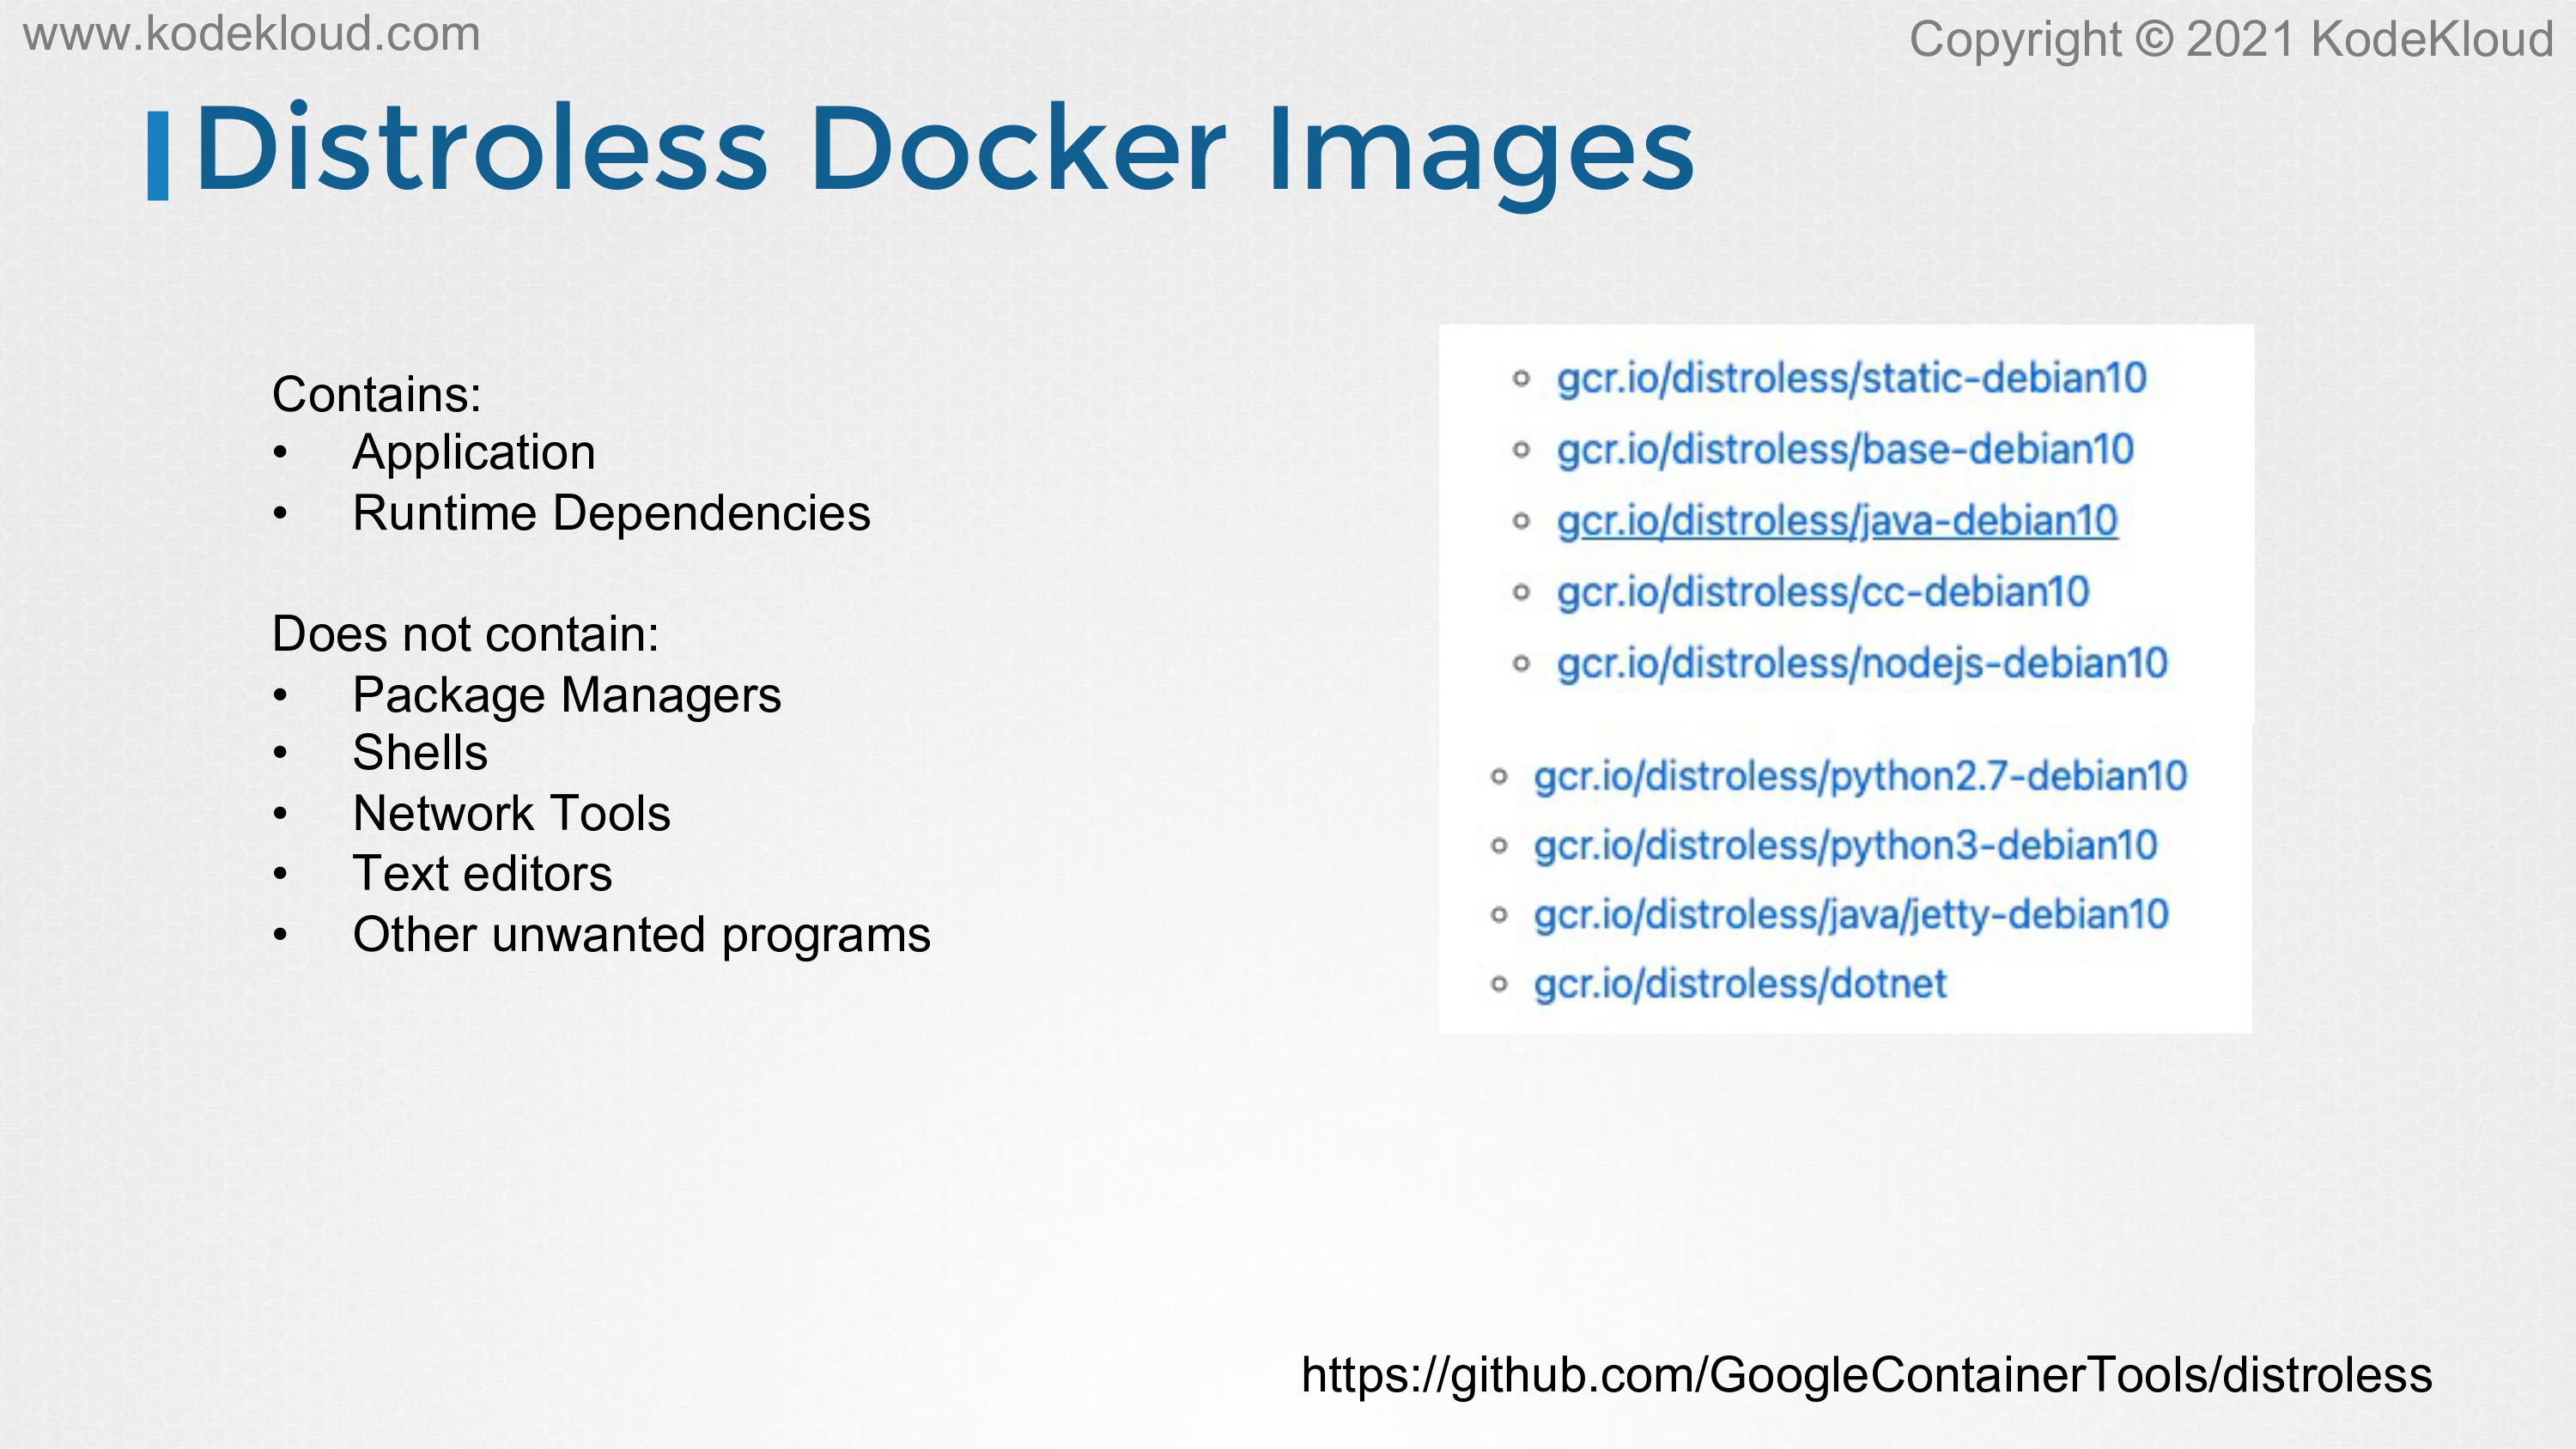 www.kodekloud.com
Copyright © 2021 KodeKloud
Distroless Docker Images
Contains:
• Application
• Runtime Dependencies
Does not contain:
• Package Managers
• Shells
• Network Tools
• Text editors
• Other unwanted programs
gcr.io/distroless/static-debian10
gcr.io/distroless/base-debian10
gcr.io/distroless/java-debian10
gcr.io/distroless/cc-debian10
gcr.io/distroless/nodejs-debian10
gcr.io/distroless/python2.7-debian10
gcr.io/distroless/python3-debian10
gcr.io/distroless/java/jetty-debian10
gcr.io/distroless/dotnet
https://github.com/GoogleContainerTools/distroless